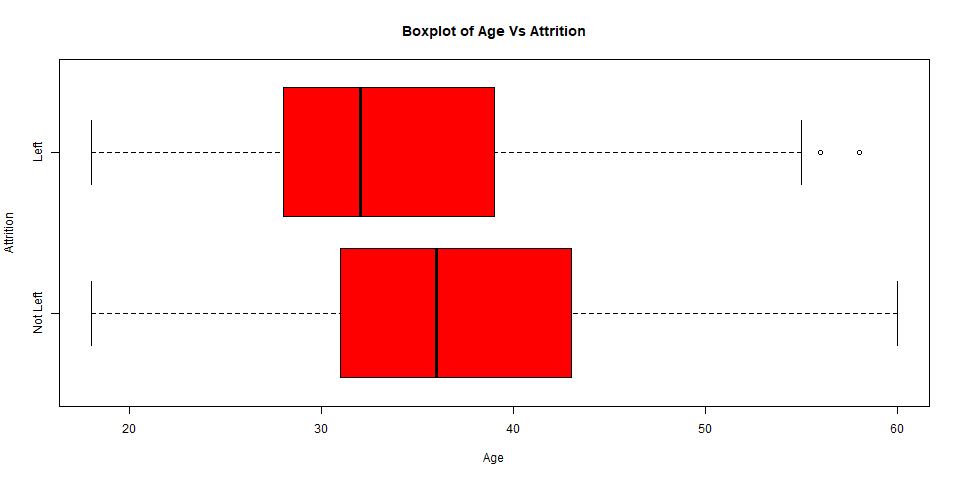 Boxplot of Age Vs Attrition
Left
Attrition
Not Left
20 30 40 50 60
Age